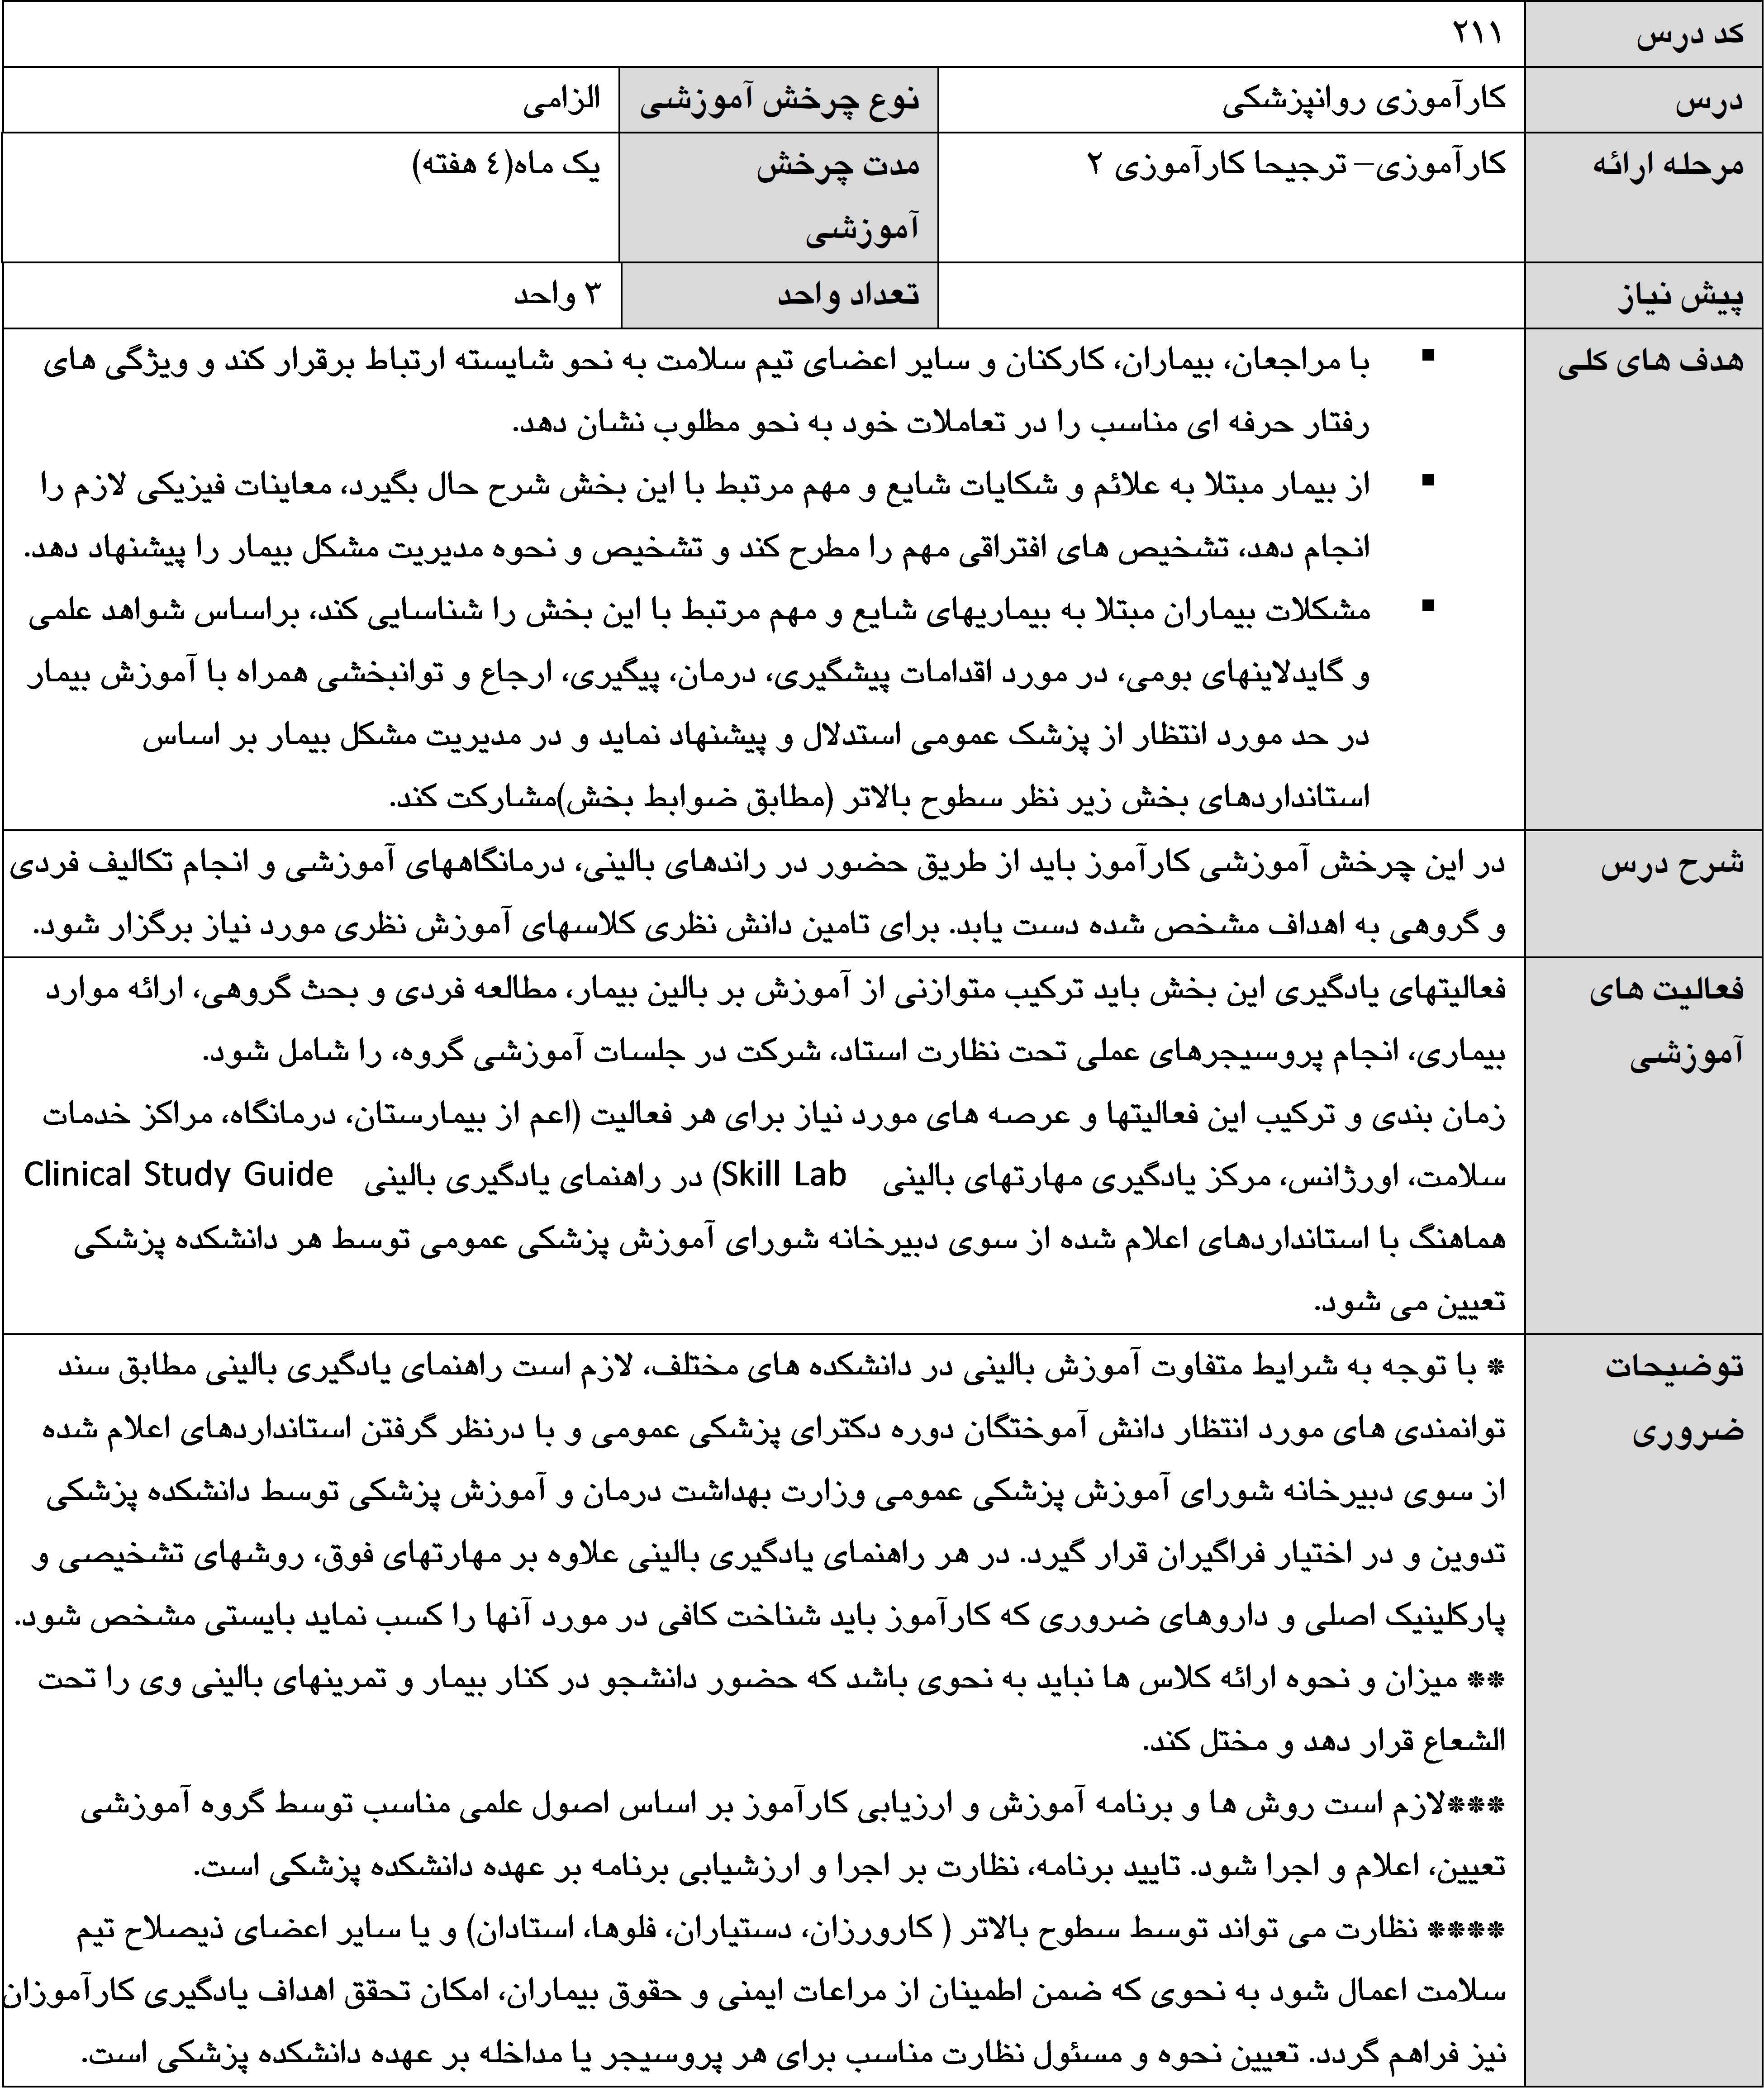 کد درس ۲۱۱
درس کارآموزی روانپزشکی نوع چرخش آموزشی الزامی
مرحله ارائه کارآموزی– ترجیحا کارآموزی ۲ مدت چرخش یک ماه(٤ هفته)
آموزشی
پیش نیاز تعداد واحد ۳ واحد
هدف های کلی ▪ با مراجعان، بیماران، کارکنان و سایر اعضای تیم سلامت به نحو شایسته ارتباط برقرار کند و ویژگی های
رفتار حرفه ای مناسب را در تعاملات خود به نحو مطلوب نشان دهد.
▪ از بیمار مبتلا به علائم و شکایات شایع و مهم مرتبط با این بخش شرح حال بگیرد، معاینات فیزیکی لازم را
انجام دهد، تشخیص های افتراقی مهم را مطرح کند و تشخیص و نحوه مدیریت مشکل بیمار را پیشنهاد دهد.
▪ مشکلات بیماران مبتلا به بیماریهای شایع و مهم مرتبط با این بخش را شناسایی کند، براساس شواهد علمی
و گایدلاینهای بومی، در مورد اقدامات پیشگیری، درمان، پیگیری، ارجاع و توانبخشی همراه با آموزش بیمار
در حد مورد انتظار از پزشک عمومی استدلال و پیشنهاد نماید و در مدیریت مشکل بیمار بر اساس
استانداردهای بخش زیر نظر سطوح بالاتر (مطابق ضوابط بخش)مشارکت کند.
شرح درس در این چرخش آموزشی کارآموز باید از طریق حضور در راندهای بالینی، درمانگاههای آموزشی و انجام تکالیف فردی
و گروهی به اهداف مشخص شده دست یابد. برای تامین دانش نظری کلاسهای آموزش نظری مورد نیاز برگزار شود.
فعالیت های فعالیتهای یادگیری این بخش باید ترکیب متوازنی از آموزش بر بالین بیمار، مطالعه فردی و بحث گروهی، ارائه موارد
آموزشی بیماری، انجام پروسیجرهای عملی تحت نظارت استاد، شرکت در جلسات آموزشی گروه، را شامل شود.
زمان بندی و ترکیب این فعالیتها و عرصه های مورد نیاز برای هر فعالیت (اعم از بیمارستان، درمانگاه، مراکز خدمات
سلامت، اورژانس، مرکز یادگیری مهارتهای بالینی Skill Lab) در راهنمای یادگیری بالینی Clinical Study Guide
هماهنگ با استانداردهای اعلام شده از سوی دبیرخانه شورای آموزش پزشکی عمومی توسط هر دانشکده پزشکی
تعیین می شود.
توضیحات * با توجه به شرایط متفاوت آموزش بالینی در دانشکده های مختلف، لازم است راهنمای یادگیری بالینی مطابق سند
ضروری توانمندی های مورد انتظار دانش آموختگان دوره دکترای پزشکی عمومی و با درنظر گرفتن استانداردهای اعلام شده
از سوی دبیرخانه شورای آموزش پزشکی عمومی وزارت بهداشت درمان و آموزش پزشکی توسط دانشکده پزشکی
تدوین و در اختیار فراگیران قرار گیرد. در هر راهنمای یادگیری بالینی علاوه بر مهارتهای فوق، روشهای تشخیصی و
پارکلینیک اصلی و داروهای ضروری که کارآموز باید شناخت کافی در مورد آنها را کسب نماید بایستی مشخص شود.
** میزان و نحوه ارائه کلاس ها نباید به نحوی باشد که حضور دانشجو در کنار بیمار و تمرینهای بالینی وی را تحت
الشعاع قرار دهد و مختل کند.
***لازم است روش ها و برنامه آموزش و ارزیابی کارآموز بر اساس اصول علمی مناسب توسط گروه آموزشی
تعیین، اعلام و اجرا شود. تایید برنامه، نظارت بر اجرا و ارزشیابی برنامه بر عهده دانشکده پزشکی است.
**** نظارت می تواند توسط سطوح بالاتر ( کارورزان، دستیاران، فلوها، استادان) و یا سایر اعضای ذیصلاح تیم
سلامت اعمال شود به نحوی که ضمن اطمینان از مراعات ایمنی و حقوق بیماران، امکان تحقق اهداف یادگیری کارآموزان
نیز فراهم گردد. تعیین نحوه و مسئول نظارت مناسب برای هر پروسیجر یا مداخله بر عهده دانشکده پزشکی است.